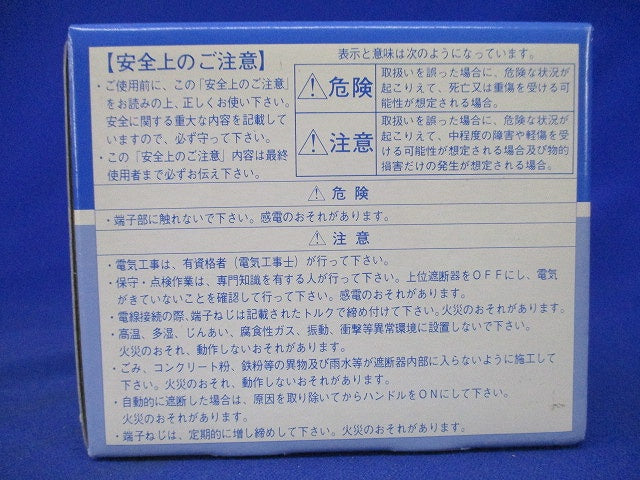 【安全上のご注意】
・ご使用前に、この「安全上のご注意」
をお読みの上、正しくお使い下さい。
安全に関する重大な内容を記載して
いますので、必ず守って下さい。
・この「安全上のご注意」内容は最終
使用者まで必ずお伝え下さい。
表示と意味は次のようになっています。
⚠危険
取扱いを誤った場合に、危険な状況が
起こりえて、死亡又は重傷を受ける可
能性が想定される場合。
⚠注意
取扱いを誤った場合に、危険な状況が
起こりえて、中程度の障害や軽傷を受
ける可能性が想定される場合及び物的
損害だけの発生が想定される場合。
⚠ 危 険
・端子部に触れないで下さい。感電のおそれがあります。
⚠ 注 意
・電気工事は、有資格者（電気工事士）が行って下さい。
・保守・点検作業は、専門知識を有する人が行って下さい。上位遮断器をOFFにし、電気
がきていないことを確認して行って下さい。感電のおそれがあります。
・電線接続の際、端子ねじは記載されたトルクで締め付けて下さい。火災のおそれがあります。
・高温、多湿、じんあい、腐食性ガス、振動、衝撃等異常環境に設置しないで下さい。
火災のおそれ、動作しないおそれがあります。
・ごみ、コンクリート粉、鉄粉等の異物及び雨水等が遮断器内部に入らないように施工して
下さい。火災のおそれ、動作しないおそれがあります。
・自動的に遮断した場合は、原因を取り除いてからハンドルをONにして下さい。
火災のおそれがあります。
・端子ねじは、定期的に増し締めして下さい。火災のおそれがあります。